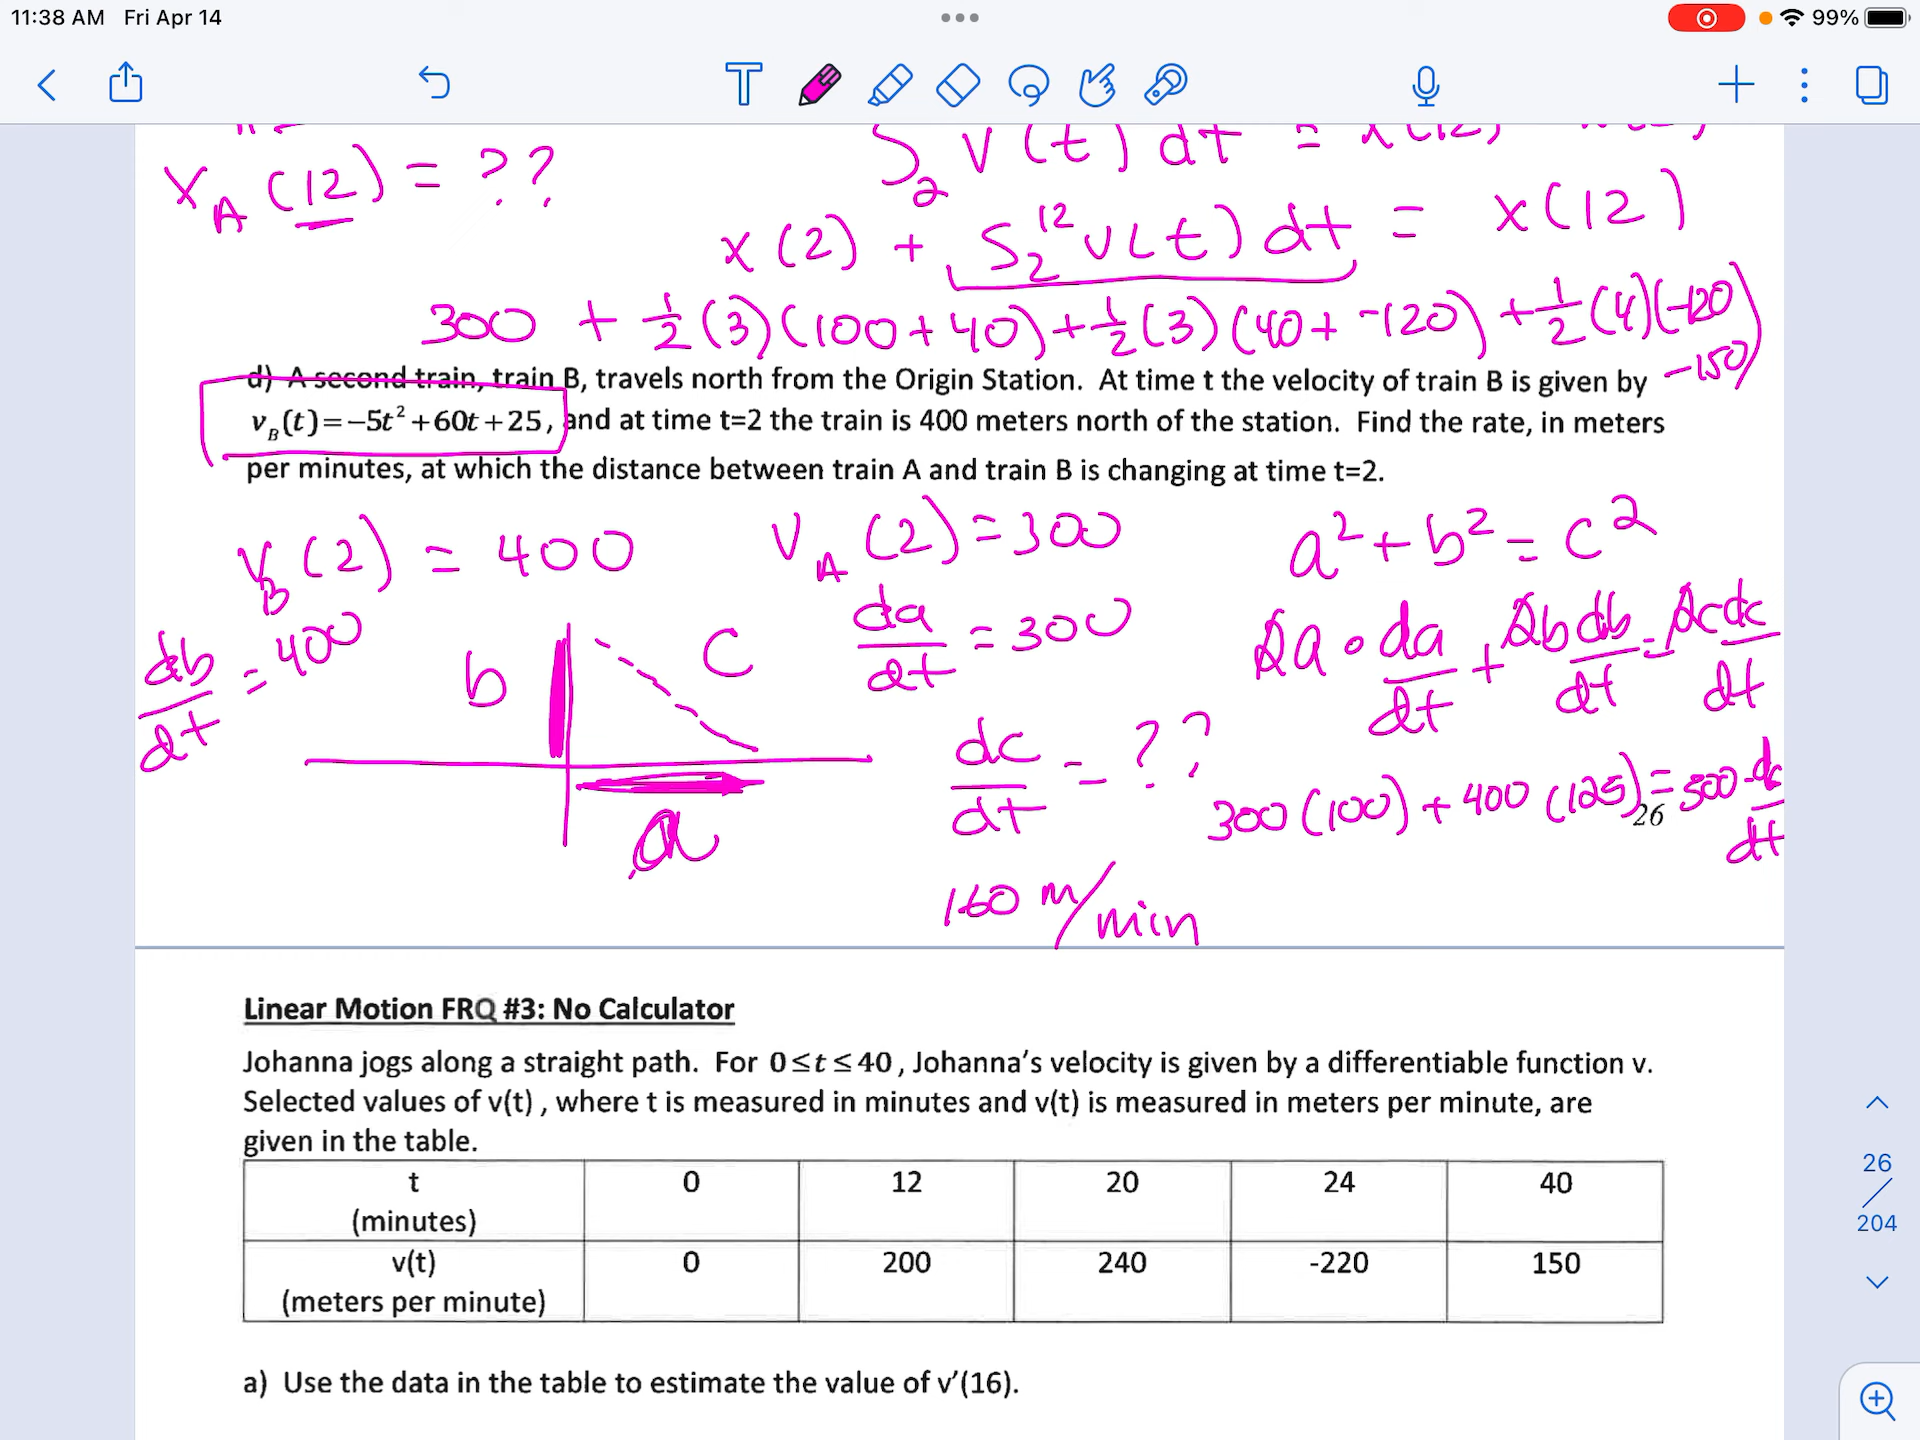 11:38 AM Fri Apr 14
99%
T
x_A(12) = ??
∫_2 v(t) dt = x(12)
x(2) + ∫_2^12 v(t) dt = x(12)
300 + 1/2(3)(100+40) + 1/2(3)(40+-120) + 1/2(4)(-120
-150)
d) A second train, train B, travels north from the Origin Station. At time t the velocity of train B is given by
v_B(t)=−5t²+60t+25, and at time t=2 the train is 400 meters north of the station. Find the rate, in meters
per minutes, at which the distance between train A and train B is changing at time t=2.
v_B(2) = 400
v_A(2) = 300
a² + b² = c²
db/dt = 400
b
c
da/dt = 300
2a · da/dt + 2b db/dt = 2c dc/dt
a
dc/dt = ??
300(100) + 400(125) = 500 · dc/dt
26
160 m/min
Linear Motion FRQ #3: No Calculator
Johanna jogs along a straight path. For 0≤t≤40, Johanna's velocity is given by a differentiable function v.
Selected values of v(t), where t is measured in minutes and v(t) is measured in meters per minute, are
given in the table.
t 0 12 20 24 40
(minutes)
v(t) 0 200 240 -220 150
(meters per minute)
a) Use the data in the table to estimate the value of v'(16).
26
/
204